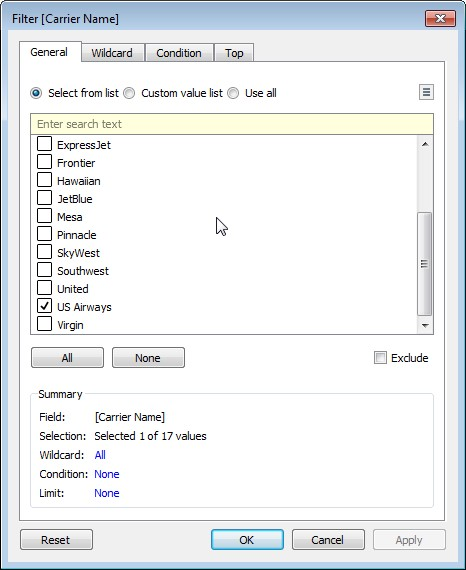 Filter [Carrier Name]
General Wildcard Condition Top
Select from list Custom value list Use all
Enter search text
ExpressJet
Frontier
Hawaiian
JetBlue
Mesa
Pinnacle
SkyWest
Southwest
United
US Airways
Virgin
All None Exclude
Summary
Field: [Carrier Name]
Selection: Selected 1 of 17 values
Wildcard: All
Condition: None
Limit: None
Reset OK Cancel Apply